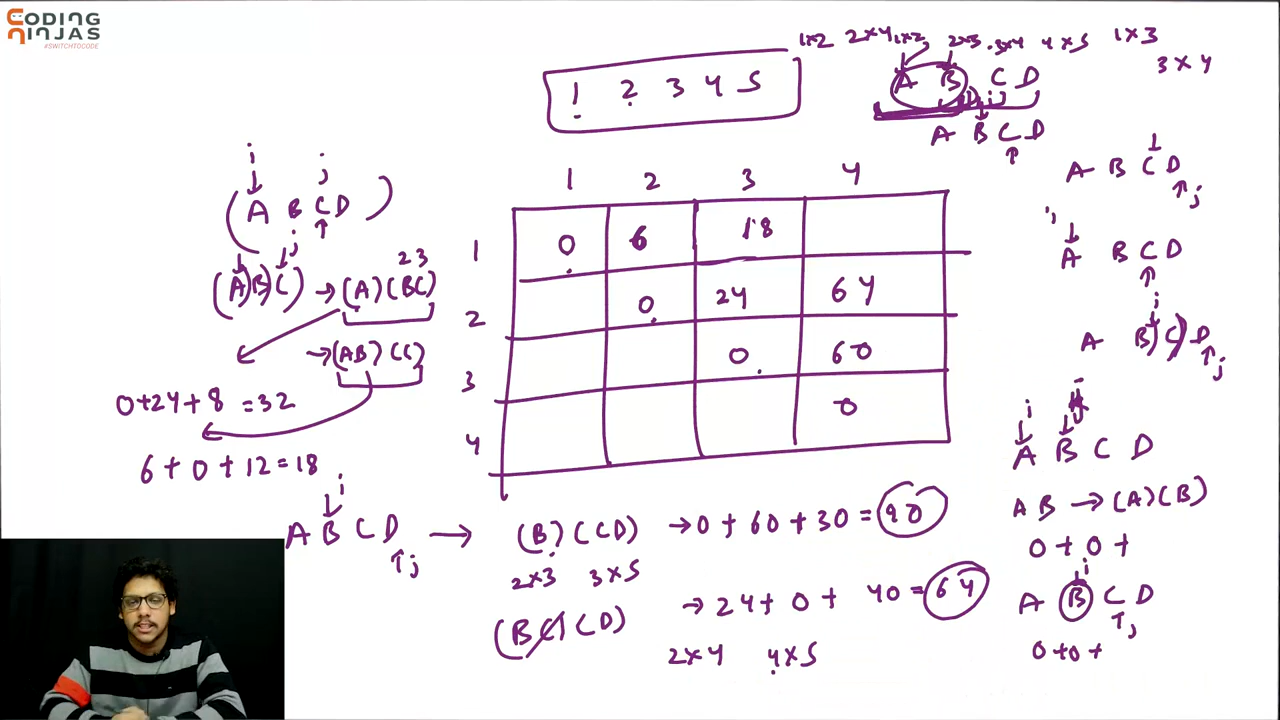 CODING
NINJAS
#SWITCHTOCODE
1 2 3 4 5
1×2 2×4 1×2 2×3 3×4 4×5 1×3
3×4
A B C D
A B C D
A B C D
j
i
A B C D
i
A B C D
j
i
A B C D
AB → (A)(B)
0+0+
i
A B C D
j
0+0+
i j
(A B C D)
j
(A)B)C) → (A)(BC)
2 3
→ (AB)(C)
0+24+8 = 32
6+0+12=18
1 2 3 4
1 0 6 18
2 0 24 64
3 0 60
4 0
i
A B C D → (B)(CD) → 0+60+30 = 90
j
2×3 3×5
(BC)(D) → 24+0+40 = 64
2×4 4×5